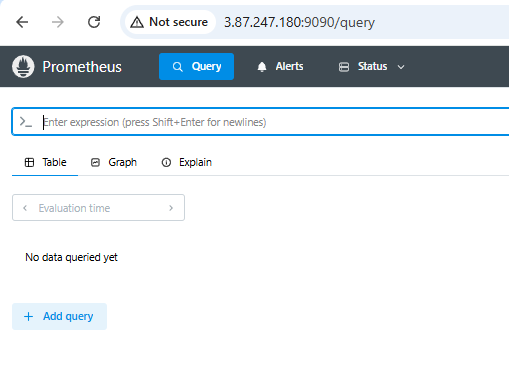 Not secure 3.87.247.180:9090/query
Prometheus Query Alerts Status
>_ Enter expression (press Shift+Enter for newlines)
Table Graph Explain
Evaluation time
No data queried yet
+ Add query